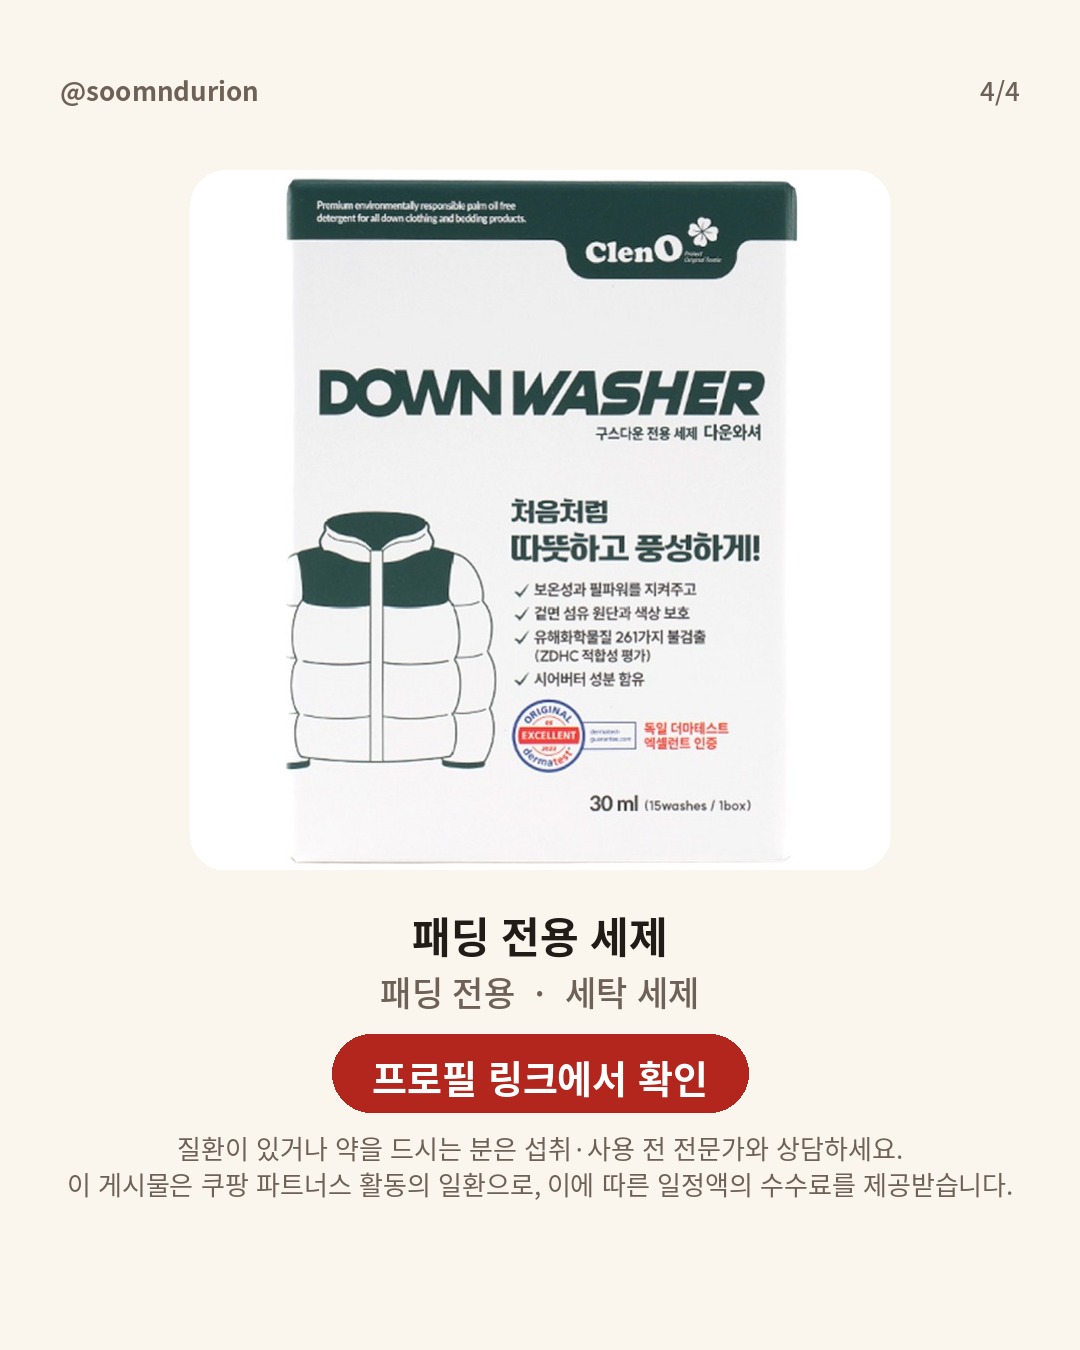 @soomndurion
4/4
Premium environmentally responsible palm oil free
detergent for all down clothing and bedding products.
ClenO
Protect
Original Textile
DOWN WASHER
구스다운 전용 세제 다운와셔
처음처럼
따뜻하고 풍성하게!
보온성과 필파워를 지켜주고
겉면 섬유 원단과 색상 보호
유해화학물질 261가지 불검출
(ZDHC 적합성 평가)
시어버터 성분 함유
ORIGINAL
EXCELLENT
2022
dermatest
dermatest-
guarantee.com
독일 더마테스트
엑셀런트 인증
30 ml (15washes / 1box)
패딩 전용 세제
패딩 전용 · 세탁 세제
프로필 링크에서 확인
질환이 있거나 약을 드시는 분은 섭취·사용 전 전문가와 상담하세요.
이 게시물은 쿠팡 파트너스 활동의 일환으로, 이에 따른 일정액의 수수료를 제공받습니다.